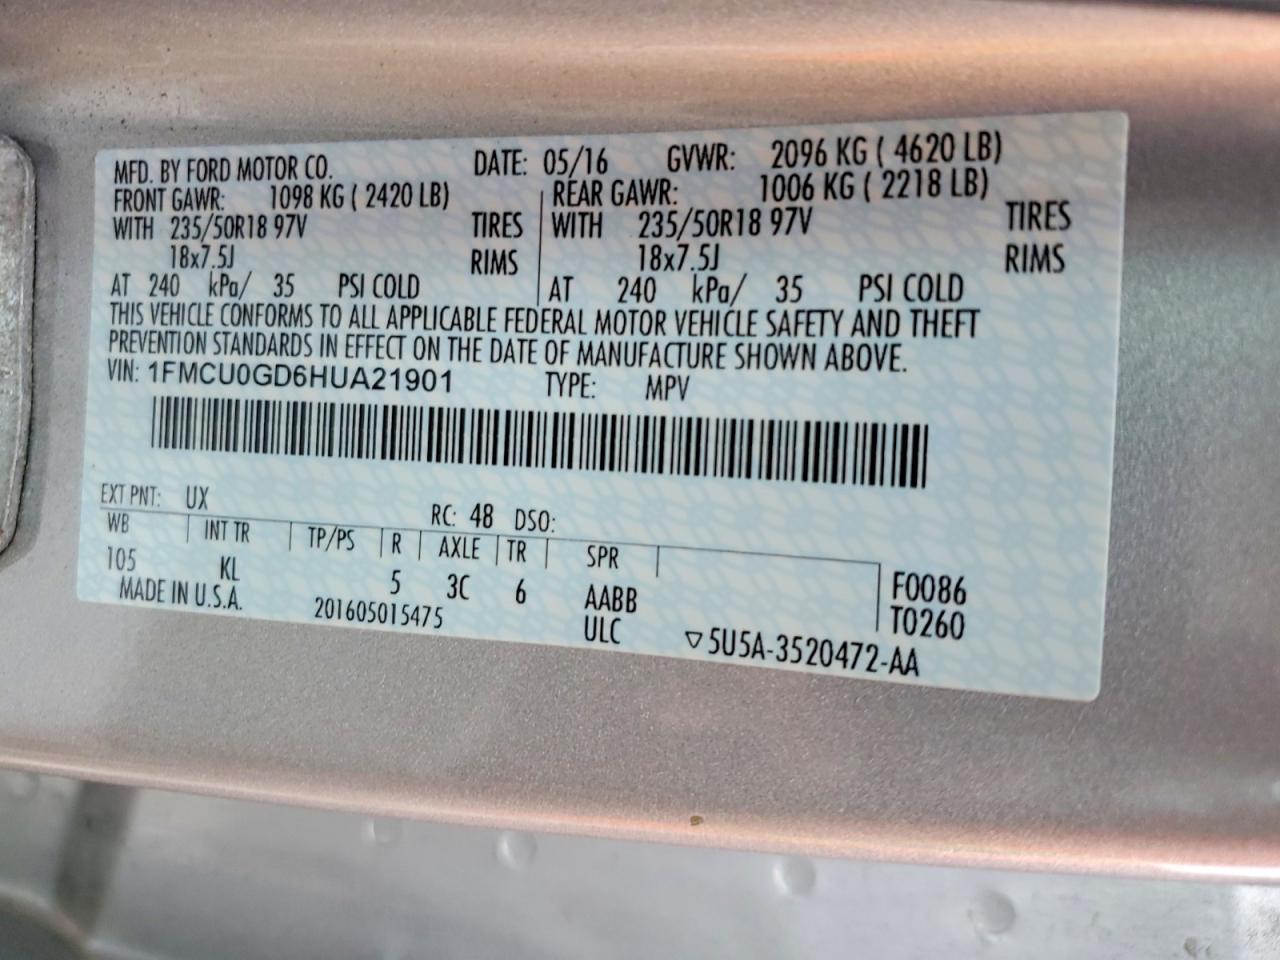 MFD. BY FORD MOTOR CO. DATE: 05/16 GVWR: 2096 KG ( 4620 LB)
FRONT GAWR: 1098 KG ( 2420 LB) REAR GAWR: 1006 KG ( 2218 LB)
WITH 235/50R18 97V TIRES WITH 235/50R18 97V TIRES
18x7.5J RIMS 18x7.5J RIMS
AT 240 kPa/ 35 PSI COLD AT 240 kPa/ 35 PSI COLD
THIS VEHICLE CONFORMS TO ALL APPLICABLE FEDERAL MOTOR VEHICLE SAFETY AND THEFT
PREVENTION STANDARDS IN EFFECT ON THE DATE OF MANUFACTURE SHOWN ABOVE.
VIN: 1FMCU0GD6HUA21901 TYPE: MPV
EXT PNT: UX RC: 48 DSO:
WB INT TR TP/PS R AXLE TR SPR
105 KL 5 3C 6 AABB F0086
MADE IN U.S.A. 201605015475 ULC T0260
▽5U5A-3520472-AA